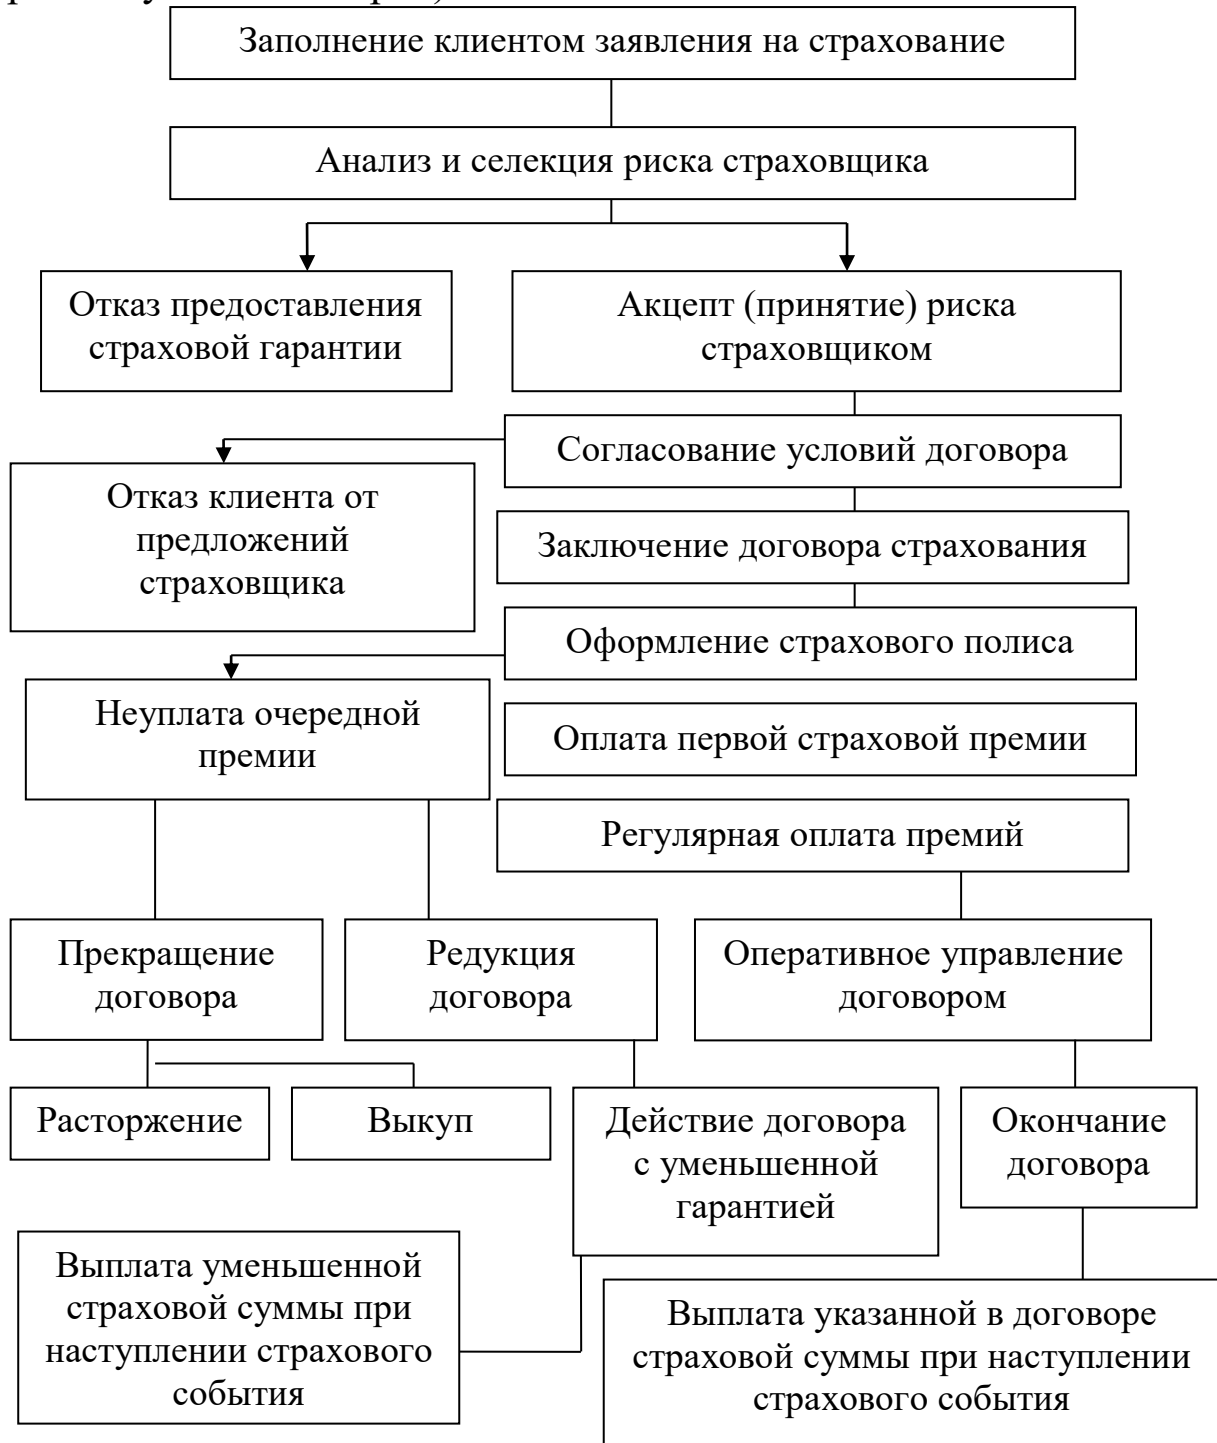 Заполнение клиентом заявления на страхование
Анализ и селекция риска страховщика
Отказ предоставления
страховой гарантии
Акцепт (принятие) риска
страховщиком
Согласование условий договора
Отказ клиента от
предложений
страховщика
Заключение договора страхования
Оформление страхового полиса
Неуплата очередной
премии
Оплата первой страховой премии
Регулярная оплата премий
Прекращение
договора
Редукция
договора
Оперативное управление
договором
Расторжение
Выкуп
Действие договора
с уменьшенной
гарантией
Окончание
договора
Выплата уменьшенной
страховой суммы при
наступлении страхового
события
Выплата указанной в договоре
страховой суммы при наступлении
страхового события